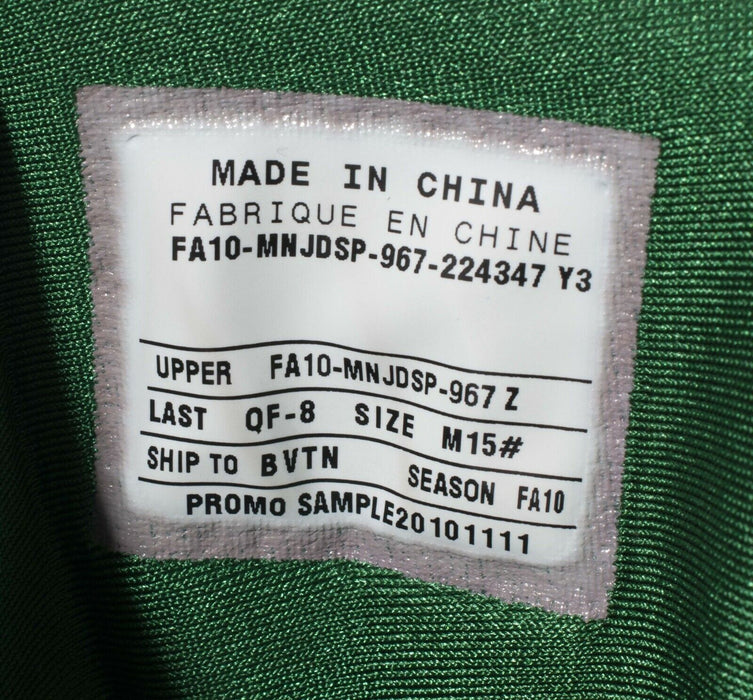 MADE IN CHINA
FABRIQUE EN CHINE
FA10-MNJDSP-967-224347 Y3
UPPER FA10-MNJDSP-967 Z
LAST QF-8 SIZE M15#
SHIP TO BVTN SEASON FA10
PROMO SAMPLE20101111